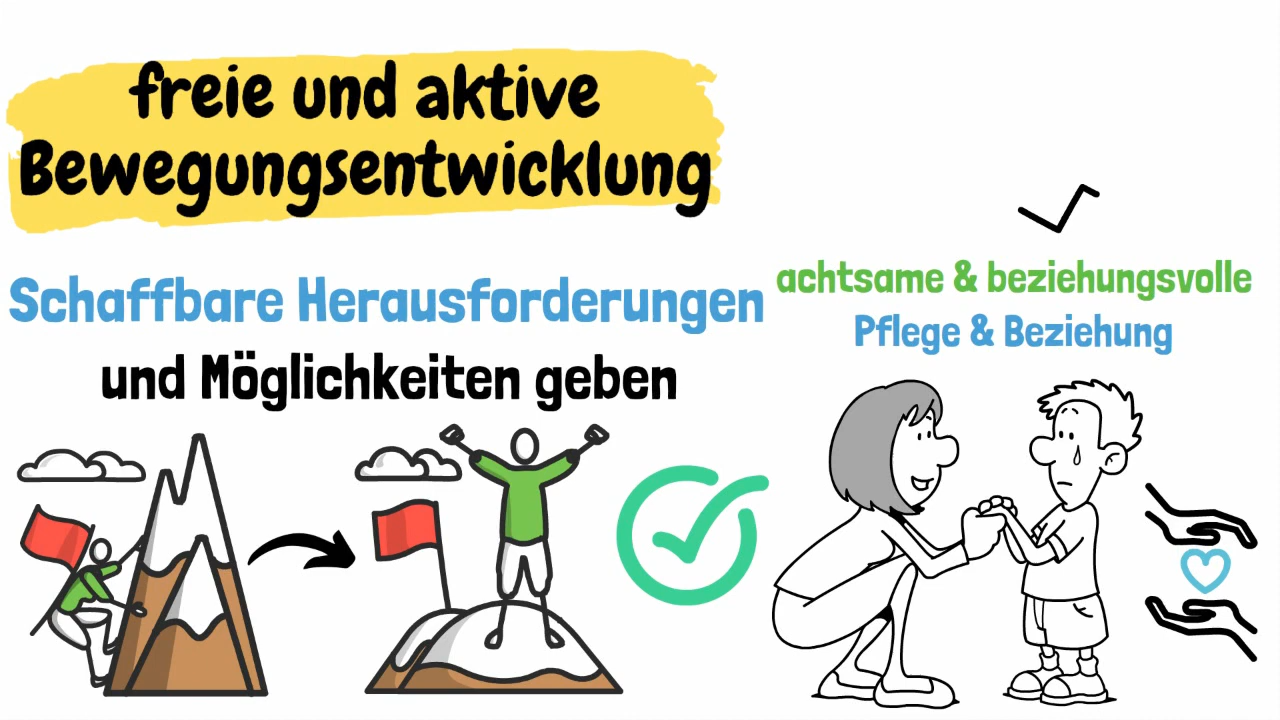 freie und aktive
Bewegungsentwicklung
Schaffbare Herausforderungen
und Möglichkeiten geben
achtsame & beziehungsvolle
Pflege & Beziehung